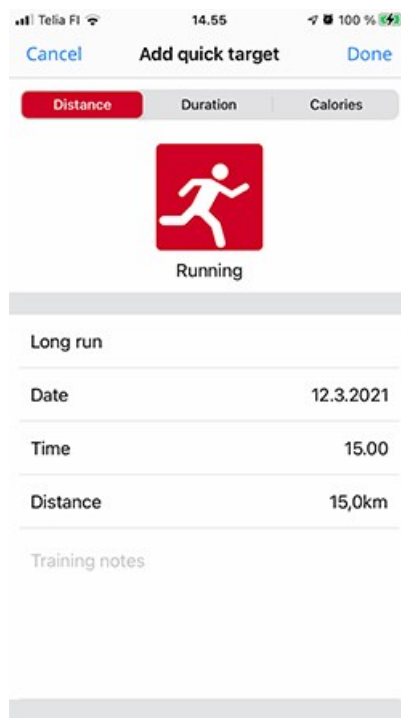 Telia FI 14.55 100 %
Cancel Add quick target Done
Distance Duration Calories
Running
Long run
Date 12.3.2021
Time 15.00
Distance 15,0km
Training notes